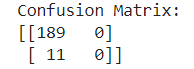 Confusion Matrix:
[[189   0]
 [ 11   0]]